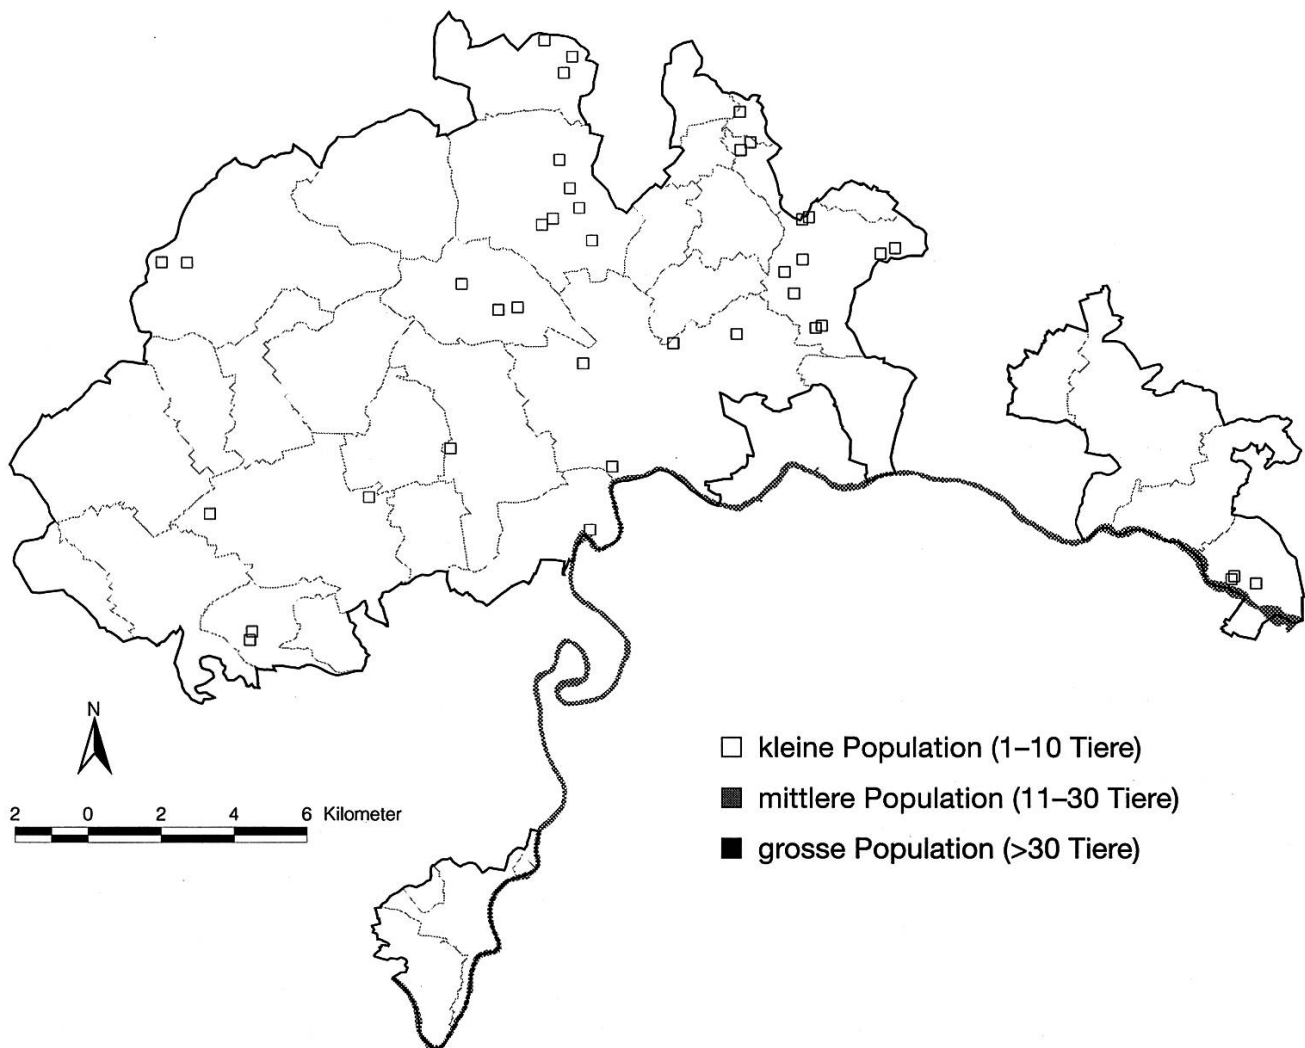 N
2 0 2 4 6 Kilometer
kleine Population (1–10 Tiere)
mittlere Population (11–30 Tiere)
grosse Population (>30 Tiere)